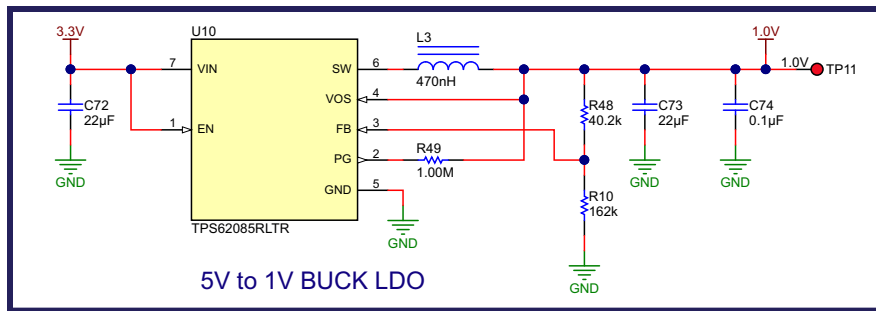 3.3V
U10
L3
1.0V
7
VIN
SW
6
470nH
1.0V
TP11
VOS
4
C72
22µF
R48
40.2k
C73
22µF
C74
0.1µF
1
EN
FB
3
R49
PG
2
1.00M
GND
GND
5
R10
162k
GND
GND
TPS62085RLTR
GND
GND
GND
5V to 1V BUCK LDO